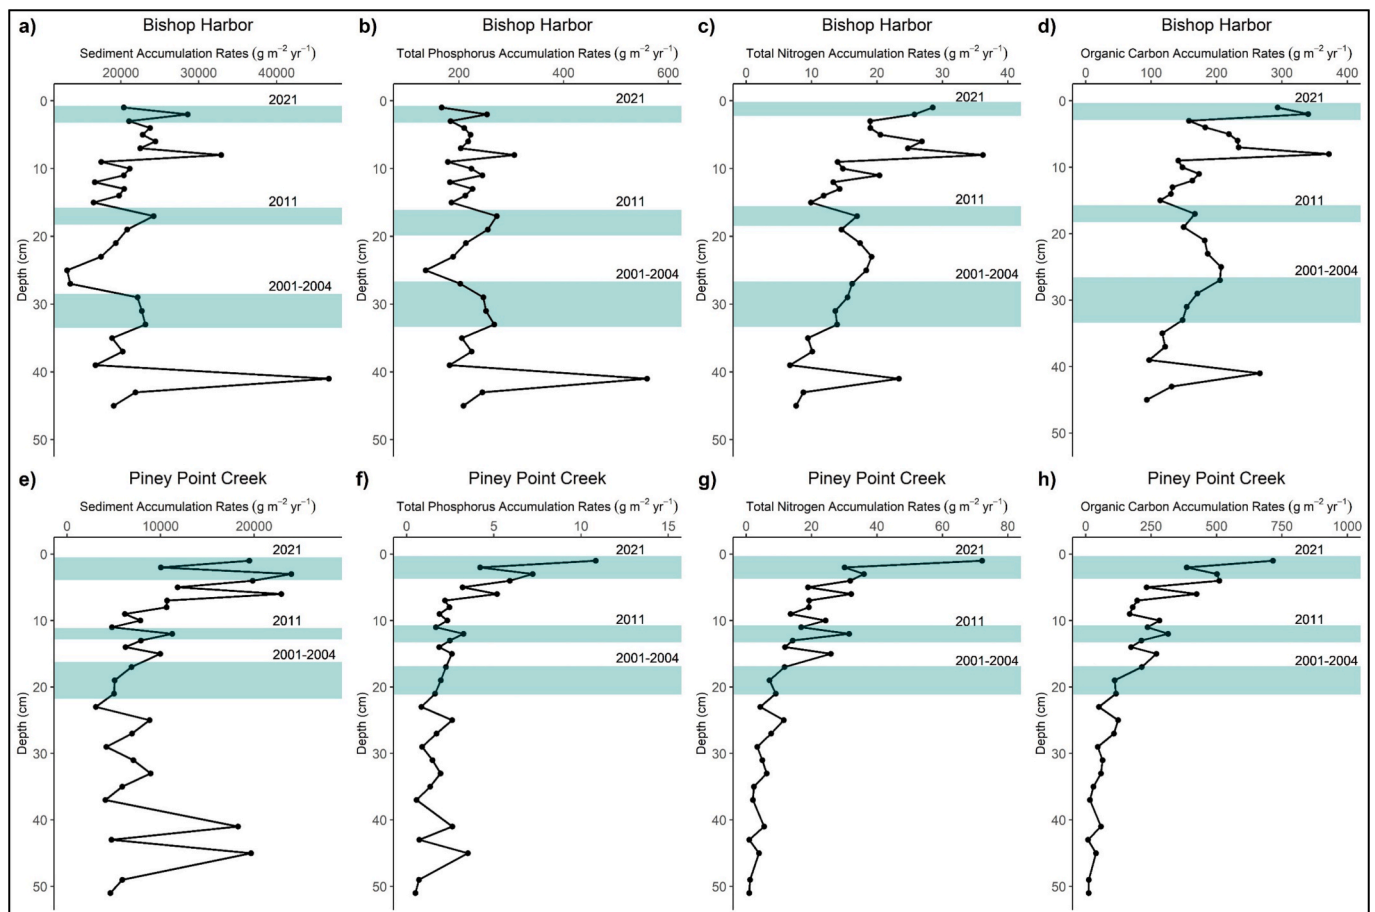 a) Bishop Harbor
Sediment Accumulation Rates (g m⁻² yr⁻¹)
20000 30000 40000
2021
2011
2001-2004
Depth (cm)
0
10
20
30
40
50
b) Bishop Harbor
Total Phosphorus Accumulation Rates (g m⁻² yr⁻¹)
200 400 600
2021
2011
2001-2004
Depth (cm)
0
10
20
30
40
50
c) Bishop Harbor
Total Nitrogen Accumulation Rates (g m⁻² yr⁻¹)
0 10 20 30 40
2021
2011
2001-2004
Depth (cm)
0
10
20
30
40
50
d) Bishop Harbor
Organic Carbon Accumulation Rates (g m⁻² yr⁻¹)
0 100 200 300 400
2021
2011
2001-2004
Depth (cm)
0
10
20
30
40
50
e) Piney Point Creek
Sediment Accumulation Rates (g m⁻² yr⁻¹)
0 10000 20000
2021
2011
2001-2004
Depth (cm)
0
10
20
30
40
50
f) Piney Point Creek
Total Phosphorus Accumulation Rates (g m⁻² yr⁻¹)
0 5 10 15
2021
2011
2001-2004
Depth (cm)
0
10
20
30
40
50
g) Piney Point Creek
Total Nitrogen Accumulation Rates (g m⁻² yr⁻¹)
0 20 40 60 80
2021
2011
2001-2004
Depth (cm)
0
10
20
30
40
50
h) Piney Point Creek
Organic Carbon Accumulation Rates (g m⁻² yr⁻¹)
0 250 500 750 1000
2021
2011
2001-2004
Depth (cm)
0
10
20
30
40
50